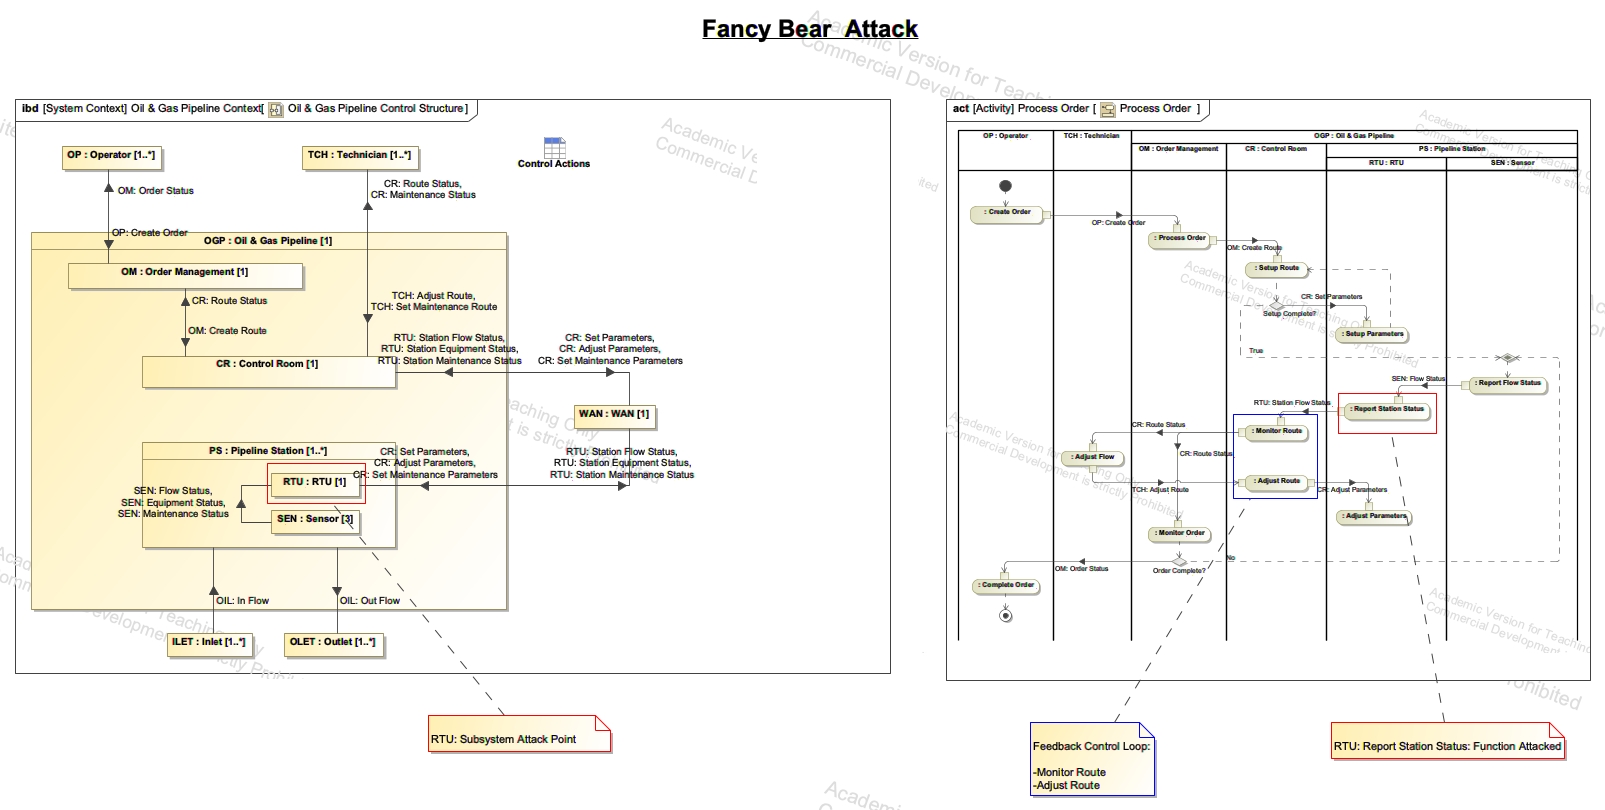 Fancy Bear  Attack
ibd [System Context] Oil & Gas Pipeline Context[ Oil & Gas Pipeline Control Structure ]
OP : Operator [1..*]
TCH : Technician [1..*]
Control Actions
OM: Order Status
CR: Route Status,
CR: Maintenance Status
OP: Create Order
OGP : Oil & Gas Pipeline [1]
OM : Order Management [1]
CR: Route Status
TCH: Adjust Route,
TCH: Set Maintenance Route
OM: Create Route
RTU: Station Flow Status,
RTU: Station Equipment Status,
RTU: Station Maintenance Status
CR: Set Parameters,
CR: Adjust Parameters,
CR: Set Maintenance Parameters
CR : Control Room [1]
WAN : WAN [1]
PS : Pipeline Station [1..*]
CR: Set Parameters,
CR: Adjust Parameters,
CR: Set Maintenance Parameters
RTU: Station Flow Status,
RTU: Station Equipment Status,
RTU: Station Maintenance Status
RTU : RTU [1]
SEN: Flow Status,
SEN: Equipment Status,
SEN: Maintenance Status
SEN : Sensor [3]
OIL: In Flow
OIL: Out Flow
ILET : Inlet [1..*]
OLET : Outlet [1..*]
RTU: Subsystem Attack Point
act [Activity] Process Order [ Process Order ]
OP : Operator
TCH : Technician
OGP : Oil & Gas Pipeline
OM : Order Management
CR : Control Room
PS : Pipeline Station
RTU : RTU
SEN : Sensor
: Create Order
OP: Create Order
: Process Order
OM: Create Route
: Setup Route
CR: Set Parameters
Setup Complete?
: Setup Parameters
True
SEN: Flow Status
: Report Flow Status
RTU: Station Flow Status
: Report Station Status
CR: Route Status
: Monitor Route
CR: Route Status
: Adjust Flow
TCH: Adjust Route
: Adjust Route
CR: Adjust Parameters
: Adjust Parameters
: Monitor Order
No
OM: Order Status
Order Complete?
: Complete Order
Feedback Control Loop:
-Monitor Route
-Adjust Route
RTU: Report Station Status: Function Attacked
Academic Version for Teaching
Commercial Develop